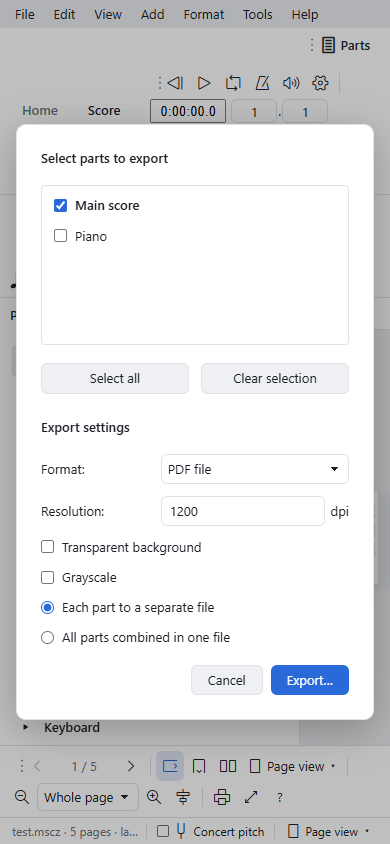 File Edit View Add Format Tools Help
Parts
Home Score 0:00:00.0 1 . 1
Select parts to export
Main score
Piano
Select all Clear selection
Export settings
Format: PDF file
Resolution: 1200 dpi
Transparent background
Grayscale
Each part to a separate file
All parts combined in one file
Cancel Export...
Keyboard
1 / 5 Page view
Whole page ?
test.mscz · 5 pages · la... Concert pitch Page view